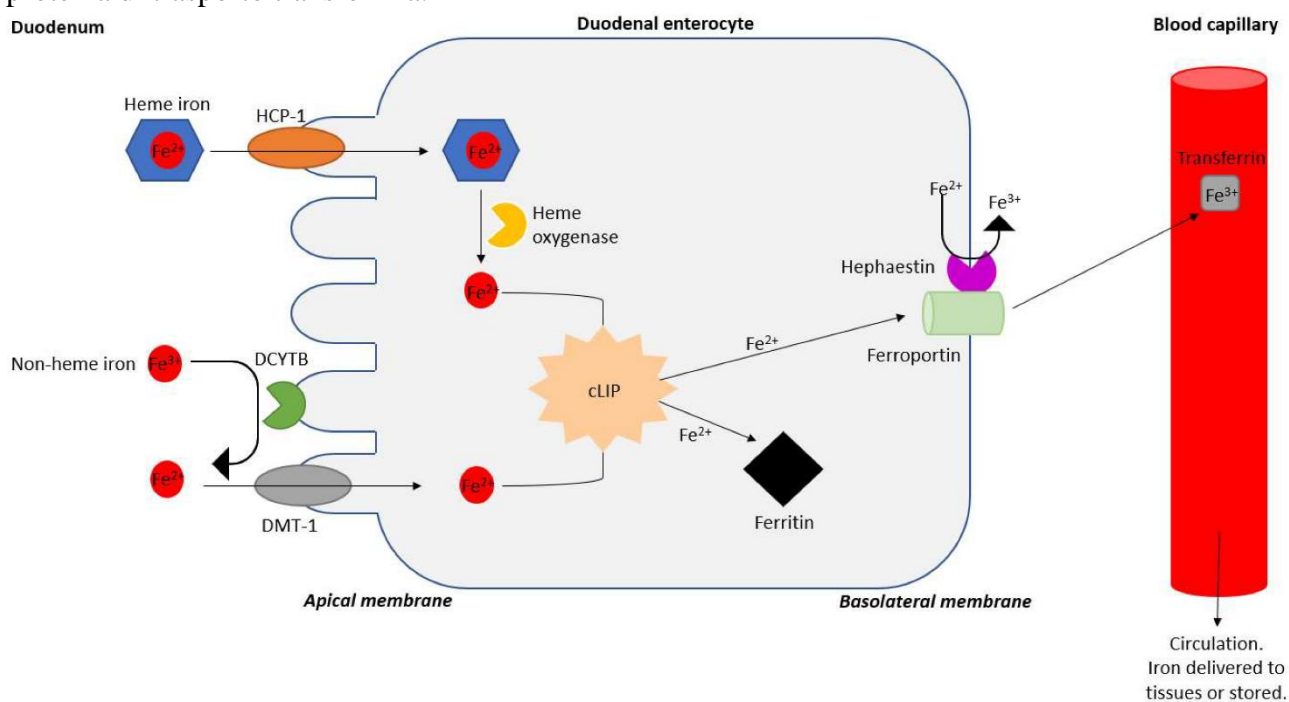 Duodenum
Duodenal enterocyte
Blood capillary
Heme iron
HCP-1
Fe²⁺
Fe²⁺
Transferrin
Fe³⁺
Fe²⁺
Fe³⁺
Heme
oxygenase
Hephaestin
Fe²⁺
Fe²⁺
Ferroportin
Non-heme iron
Fe³⁺
DCYTB
cLIP
Fe²⁺
Fe²⁺
Fe²⁺
DMT-1
Ferritin
Apical membrane
Basolateral membrane
Circulation.
Iron delivered to
tissues or stored.